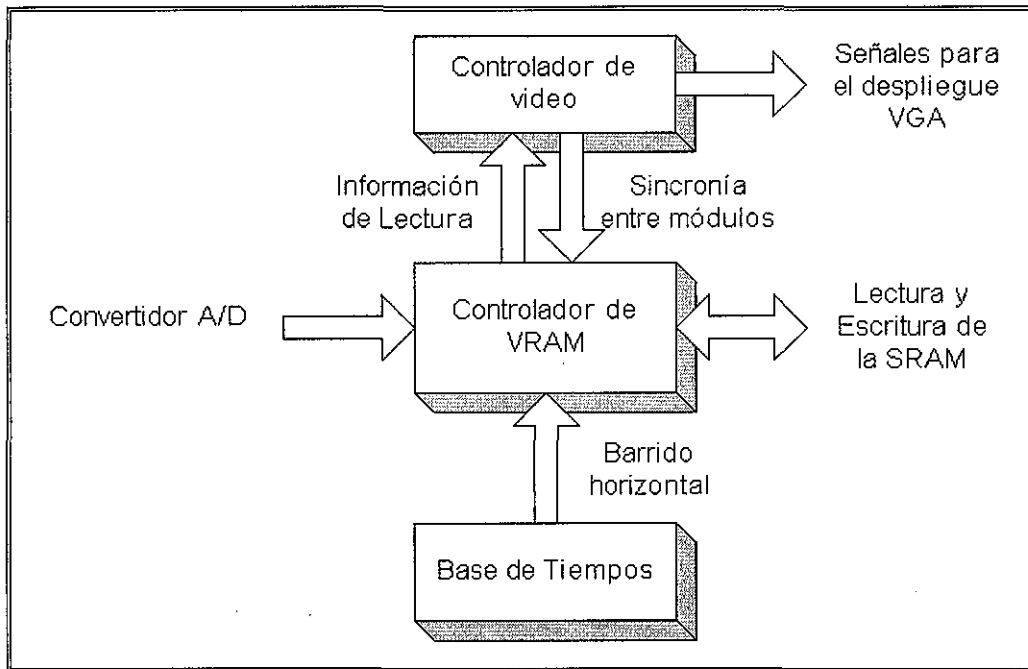 Controlador de
video
Señales para
el despliegue
VGA
Información
de Lectura
Sincronía
entre módulos
Convertidor A/D
Controlador de
VRAM
Lectura y
Escritura de
la SRAM
Barrido
horizontal
Base de Tiempos